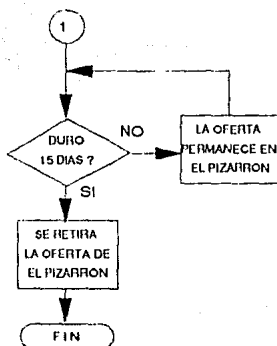 1
DURO
15 DIAS ?
NO
LA OFERTA
PERMANECE EN
EL PIZARRON
SI
SE RETIRA
LA OFERTA DE
EL PIZARRON
FIN